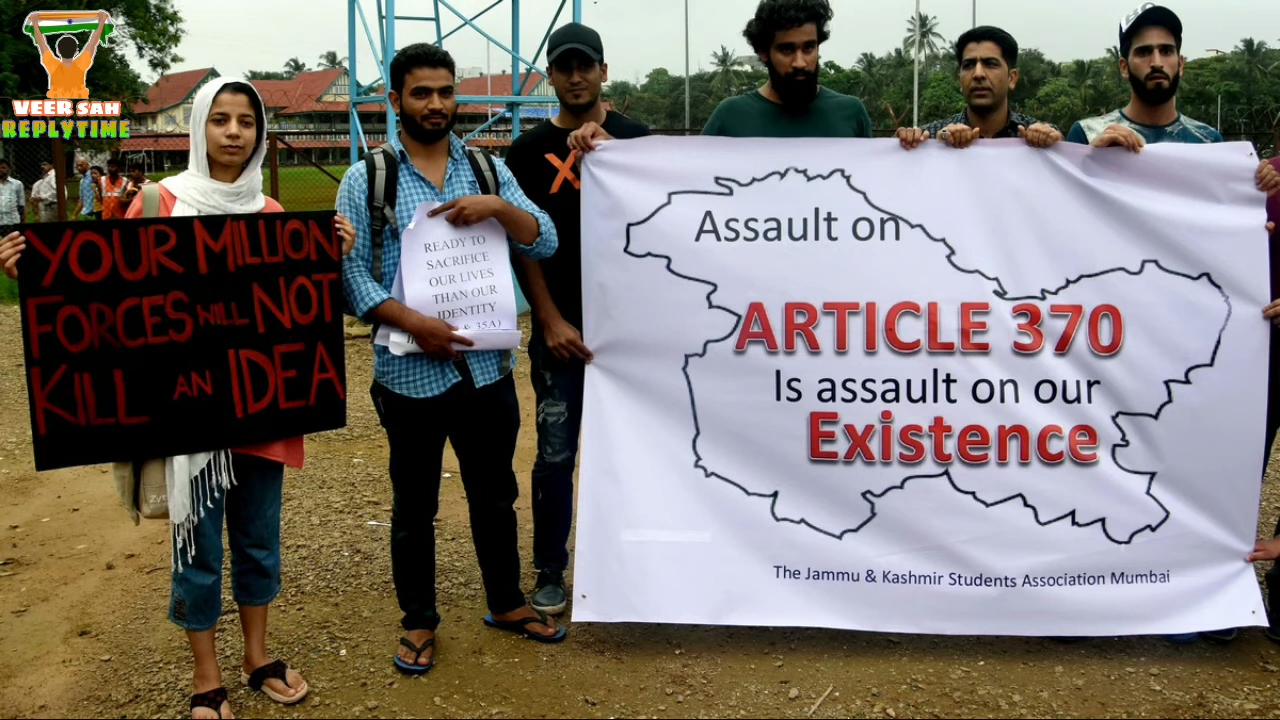 VEER SAH
REPLYTIME
YOUR MILLION
FORCES WILL NOT
KILL AN IDEA
READY TO
SACRIFICE
OUR LIVES
THAN OUR
IDENTITY
& 35A)
X
Assault on
ARTICLE 370
Is assault on our
Existence
The Jammu & Kashmir Students Association Mumbai